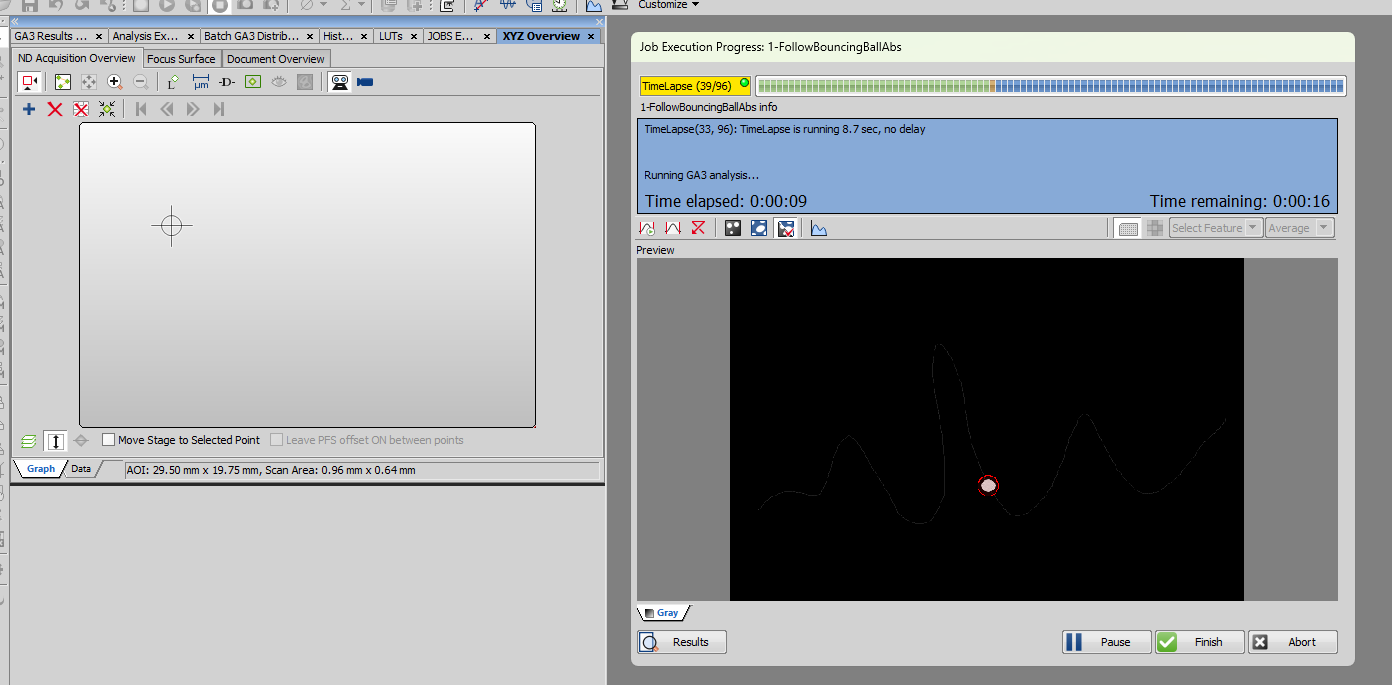 Customize
GA3 Results ... Analysis Ex... Batch GA3 Distrib... Hist... LUTs JOBS E... XYZ Overview
ND Acquisition Overview Focus Surface Document Overview
μm -D-
Move Stage to Selected Point Leave PFS offset ON between points
Graph Data AOI: 29.50 mm x 19.75 mm, Scan Area: 0.96 mm x 0.64 mm
Job Execution Progress: 1-FollowBouncingBallAbs
TimeLapse (39/96)
1-FollowBouncingBallAbs info
TimeLapse(33, 96): TimeLapse is running 8.7 sec, no delay
Running GA3 analysis...
Time elapsed: 0:00:09 Time remaining: 0:00:16
Select Feature Average
Preview
Gray
Results Pause Finish Abort